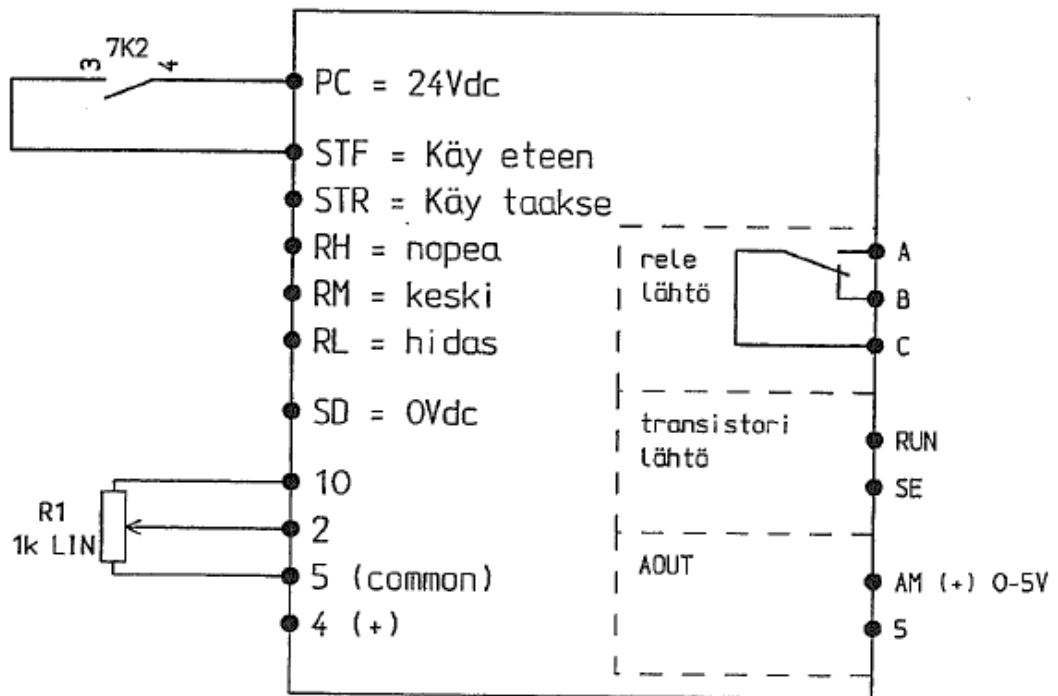 7K2
3 4
PC = 24Vdc
STF = Käy eteen
STR = Käy taakse
RH = nopea
RM = keski
RL = hidas
SD = 0Vdc
10
R1
1k LIN
2
5 (common)
4 (+)
rele
lähtö
A
B
C
transistori
lähtö
RUN
SE
AOUT
AM (+) 0-5V
5